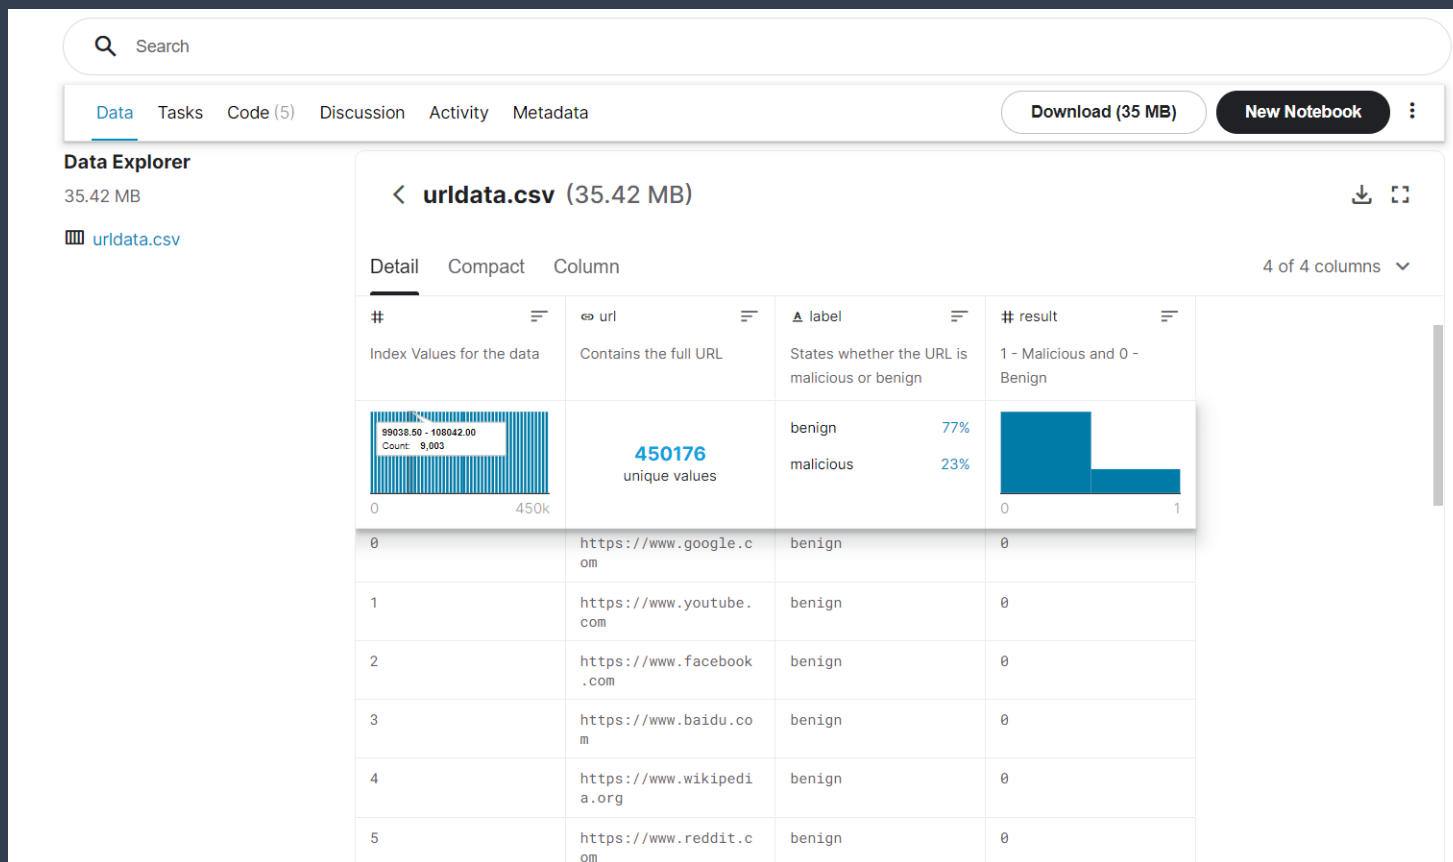 Search
Data Tasks Code (5) Discussion Activity Metadata Download (35 MB) New Notebook
Data Explorer
35.42 MB
urldata.csv
urldata.csv (35.42 MB)
Detail Compact Column 4 of 4 columns
# url label # result
Index Values for the data Contains the full URL States whether the URL is 1 - Malicious and 0 -
malicious or benign Benign
99038.50 - 108042.00
Count: 9,003
0 450k
450176
unique values
benign 77%
malicious 23%
0 1
0 https://www.google.c benign 0
om
1 https://www.youtube. benign 0
com
2 https://www.facebook benign 0
.com
3 https://www.baidu.co benign 0
m
4 https://www.wikipedi benign 0
a.org
5 https://www.reddit.c benign 0
om